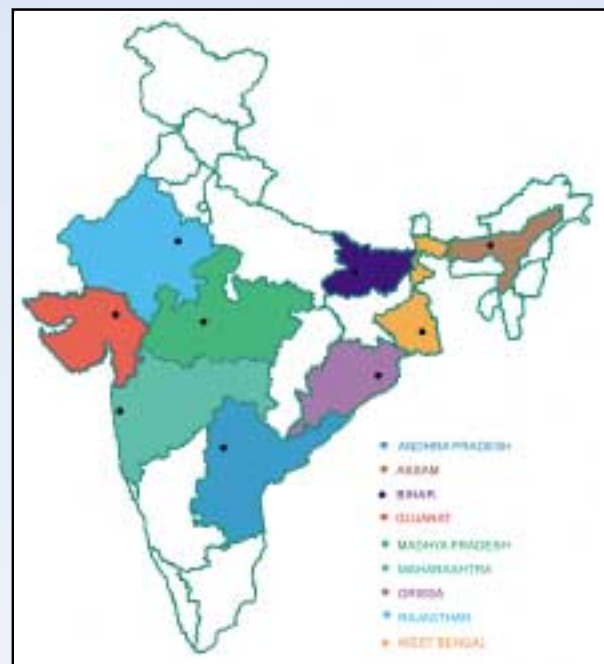 ANDHRA PRADESH
ASSAM
BIHAR
GUJARAT
MADHYA PRADESH
MAHARASHTRA
ORISSA
RAJASTHAN
WEST BENGAL